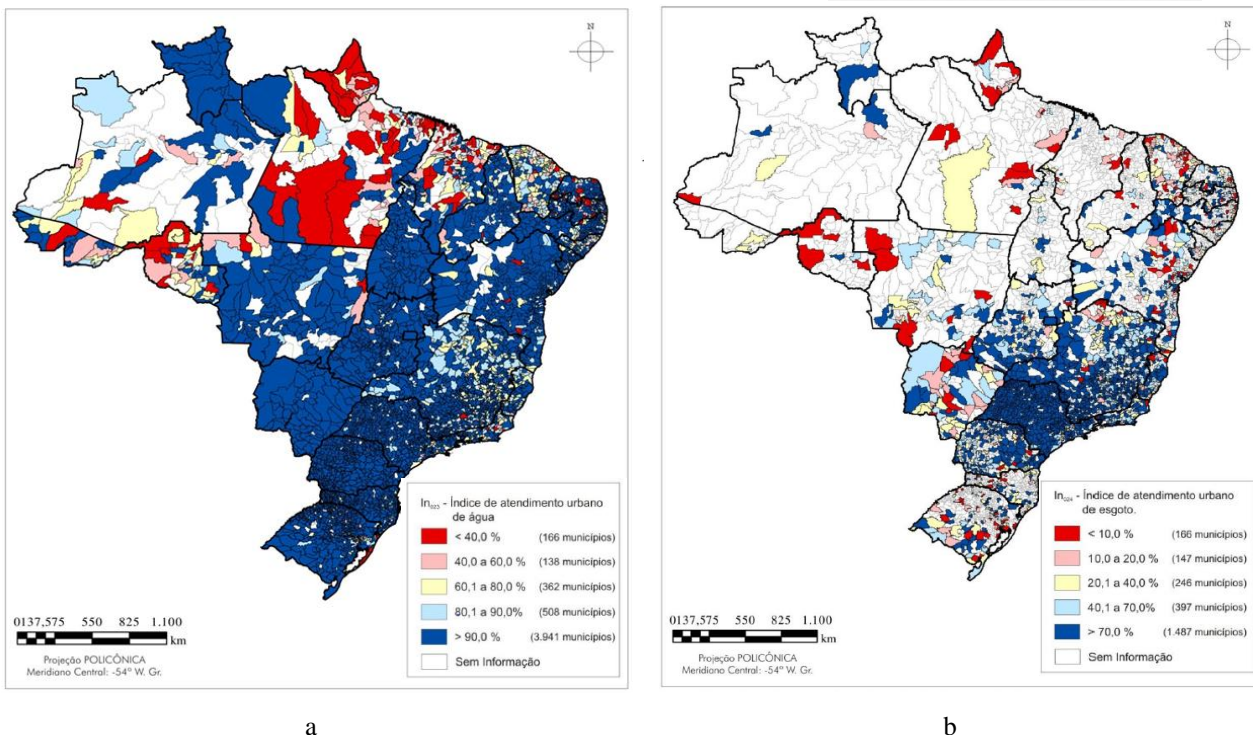 N
In₀₂₃ - Índice de atendimento urbano
de água
< 40,0 % (166 municípios)
40,0 a 60,0 % (138 municípios)
60,1 a 80,0 % (362 municípios)
80,1 a 90,0% (508 municípios)
> 90,0 % (3.941 municípios)
Sem Informação
0137,575 550 825 1.100
km
Projeção POLICÔNICA
Meridiano Central: -54º W. Gr.
a
N
In₀₂₄ - Índice de atendimento urbano
de esgoto.
< 10,0 % (166 municípios)
10,0 a 20,0 % (147 municípios)
20,1 a 40,0 % (246 municípios)
40,1 a 70,0% (397 municípios)
> 70,0 % (1.487 municípios)
Sem Informação
0137,575 550 825 1.100
km
Projeção POLICÔNICA
Meridiano Central: -54º W. Gr.
b